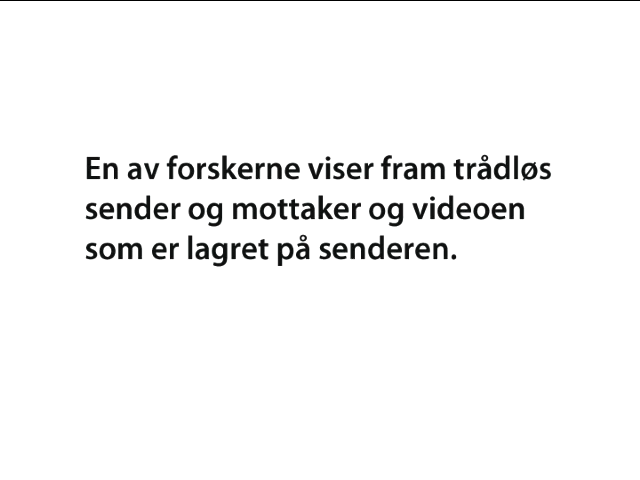 En av forskerne viser fram trådløs
sender og mottaker og videoen
som er lagret på senderen.